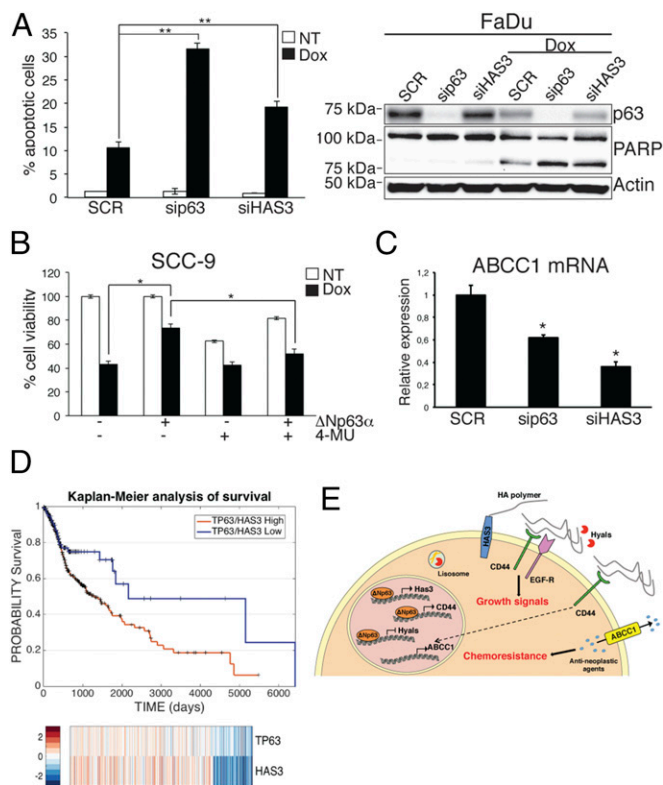 A
% apoptotic cells
35
30
25
20
15
10
5
0
**
**
NT
Dox
SCR
sip63
siHAS3
FaDu
Dox
SCR
sip63
siHAS3
SCR
sip63
siHAS3
75 kDa
p63
100 kDa
PARP
75 kDa
50 kDa
Actin
B
SCC-9
% cell viability
120
100
80
60
40
20
0
*
*
NT
Dox
- + - + ΔNp63α
- - + + 4-MU
C
ABCC1 mRNA
Relative expression
1,2
1
0,8
0,6
0,4
0,2
0
*
*
SCR
sip63
siHAS3
D
Kaplan-Meier analysis of survival
TP63/HAS3 High
TP63/HAS3 Low
PROBABILITY Survival
1
0.8
0.6
0.4
0.2
0
0 1000 2000 3000 4000 5000 6000
TIME (days)
2
0
-2
TP63
HAS3
E
HA polymer
HAS3
Hyals
CD44
EGF-R
Lisosome
CD44
Growth signals
ΔNp63
Has3
ΔNp63
CD44
ΔNp63
Hyals
ABCC1
ABCC1
Chemoresistance
Anti-neoplastic
agents